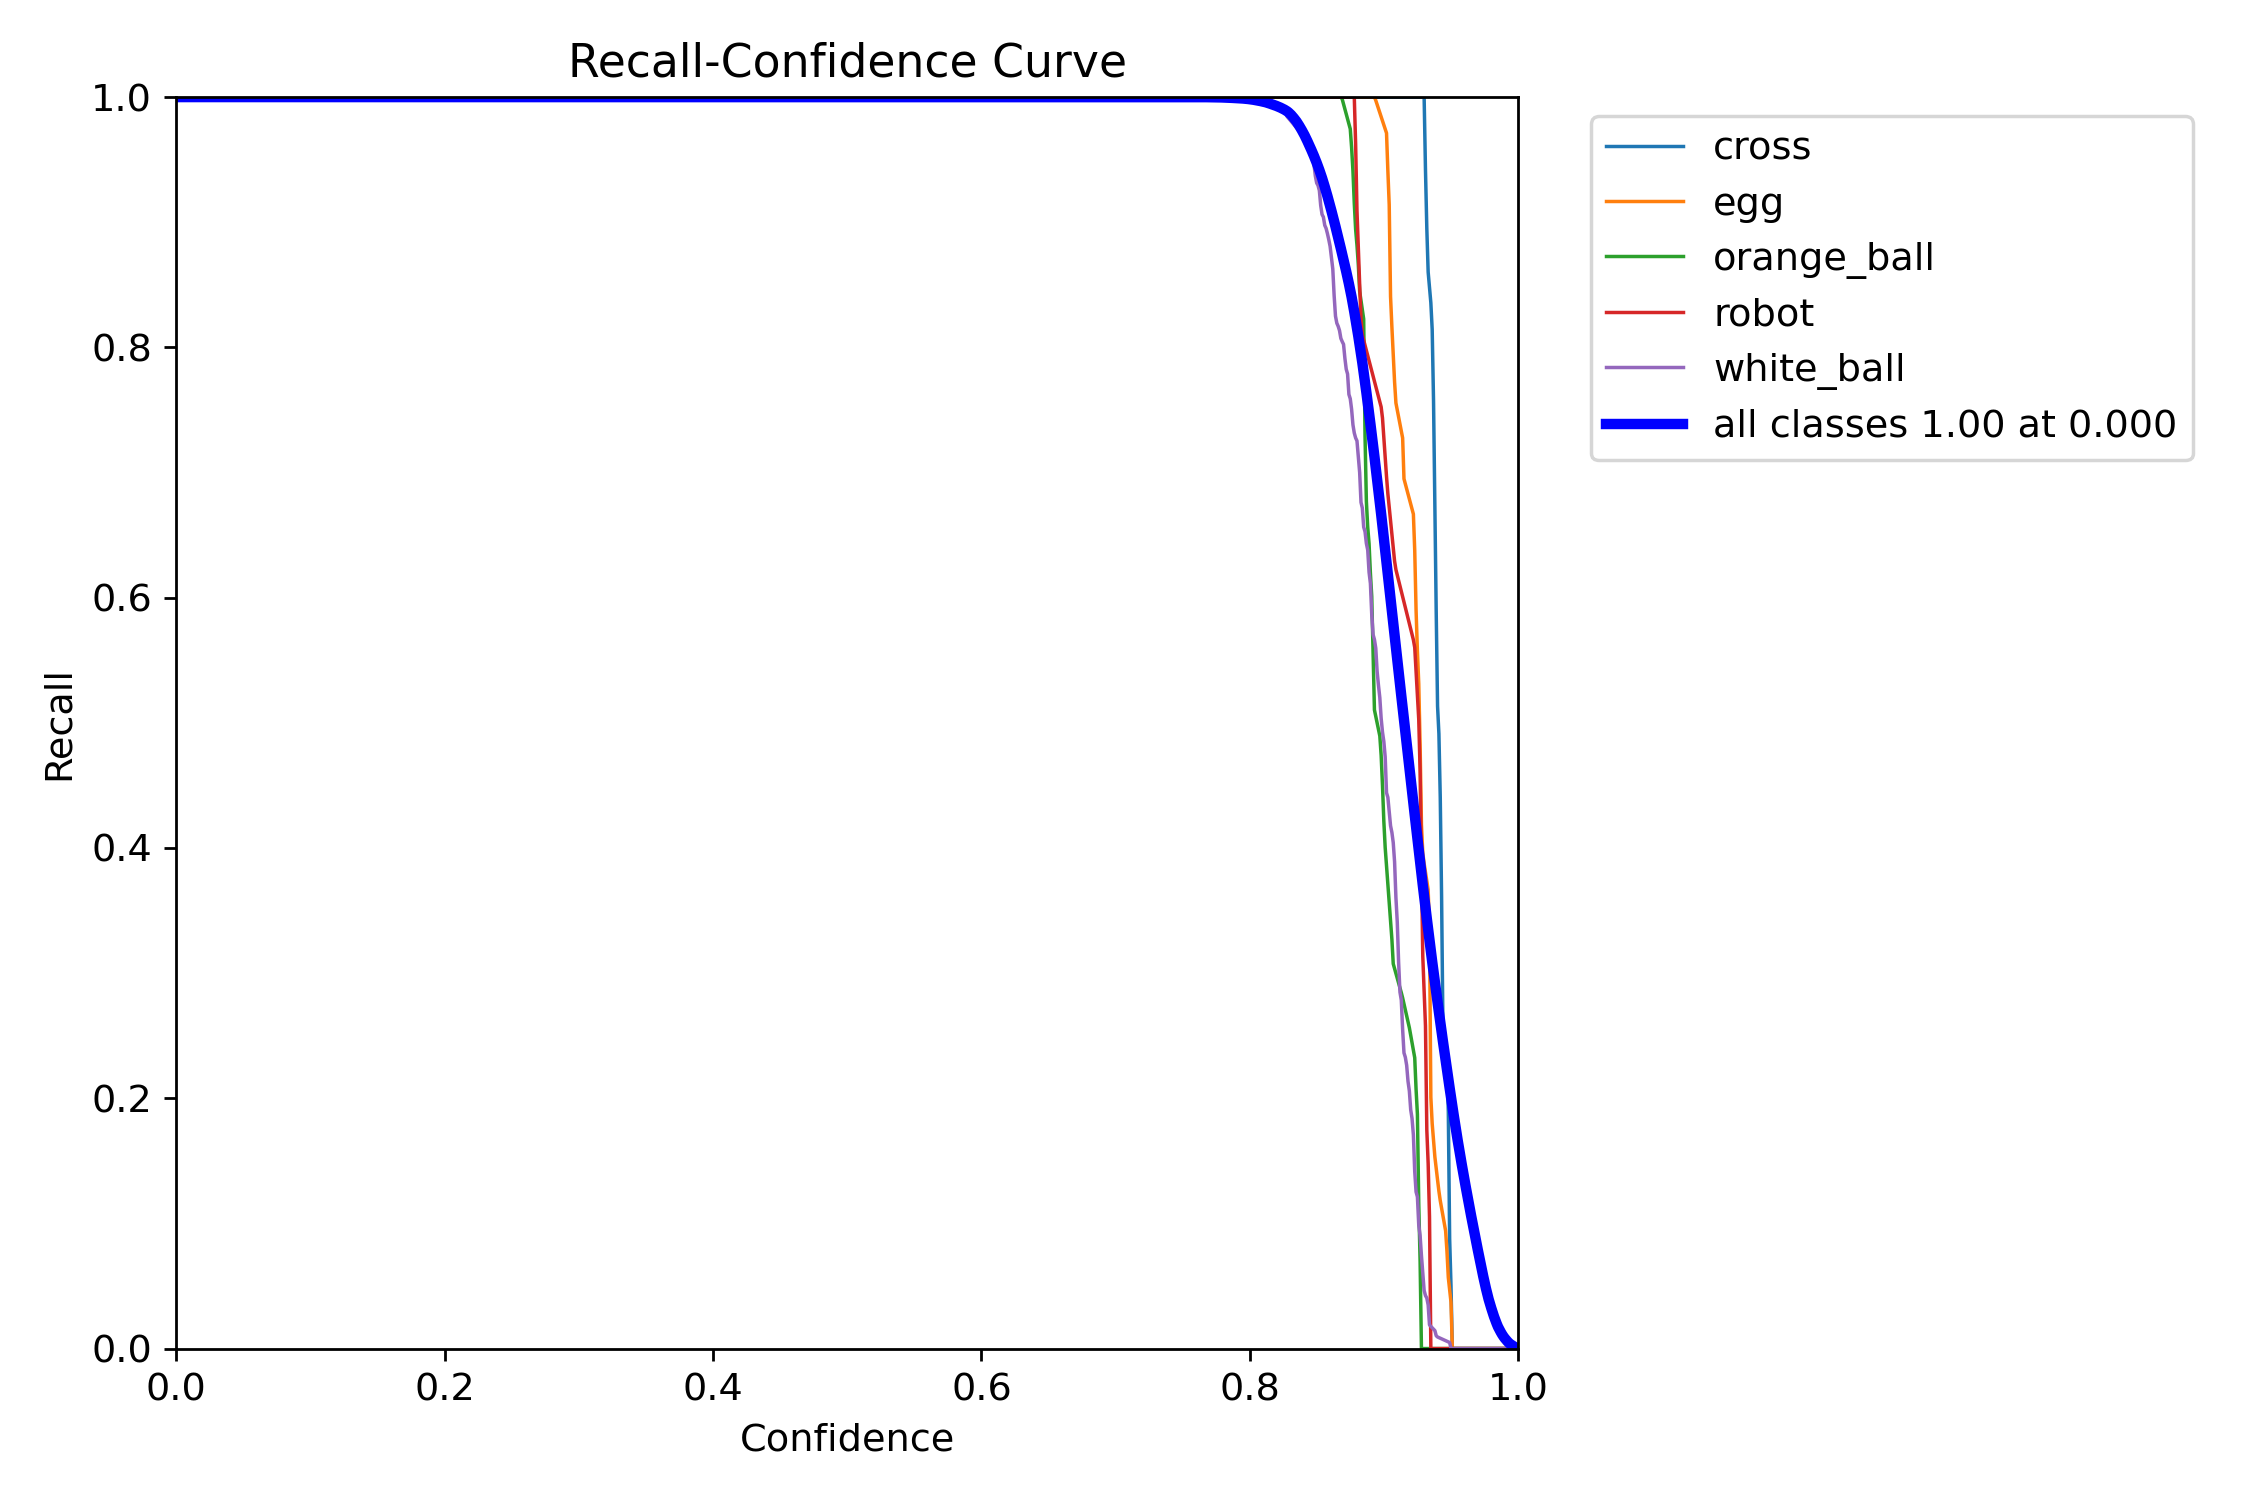 Recall-Confidence Curve
1.0
0.8
0.6
0.4
0.2
0.0
Recall
0.0 0.2 0.4 0.6 0.8 1.0
Confidence
cross
egg
orange_ball
robot
white_ball
all classes 1.00 at 0.000